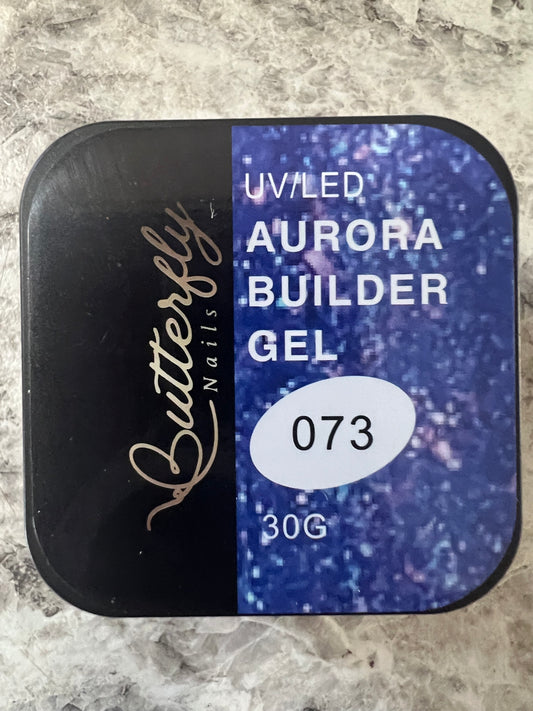 Butterfly
Nails
UV/LED
AURORA
BUILDER
GEL
073
30G